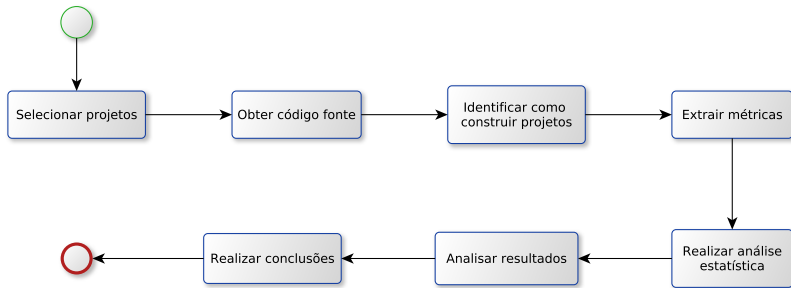 Selecionar projetos
Obter código fonte
Identificar como
construir projetos
Extrair métricas
Realizar análise
estatística
Analisar resultados
Realizar conclusões